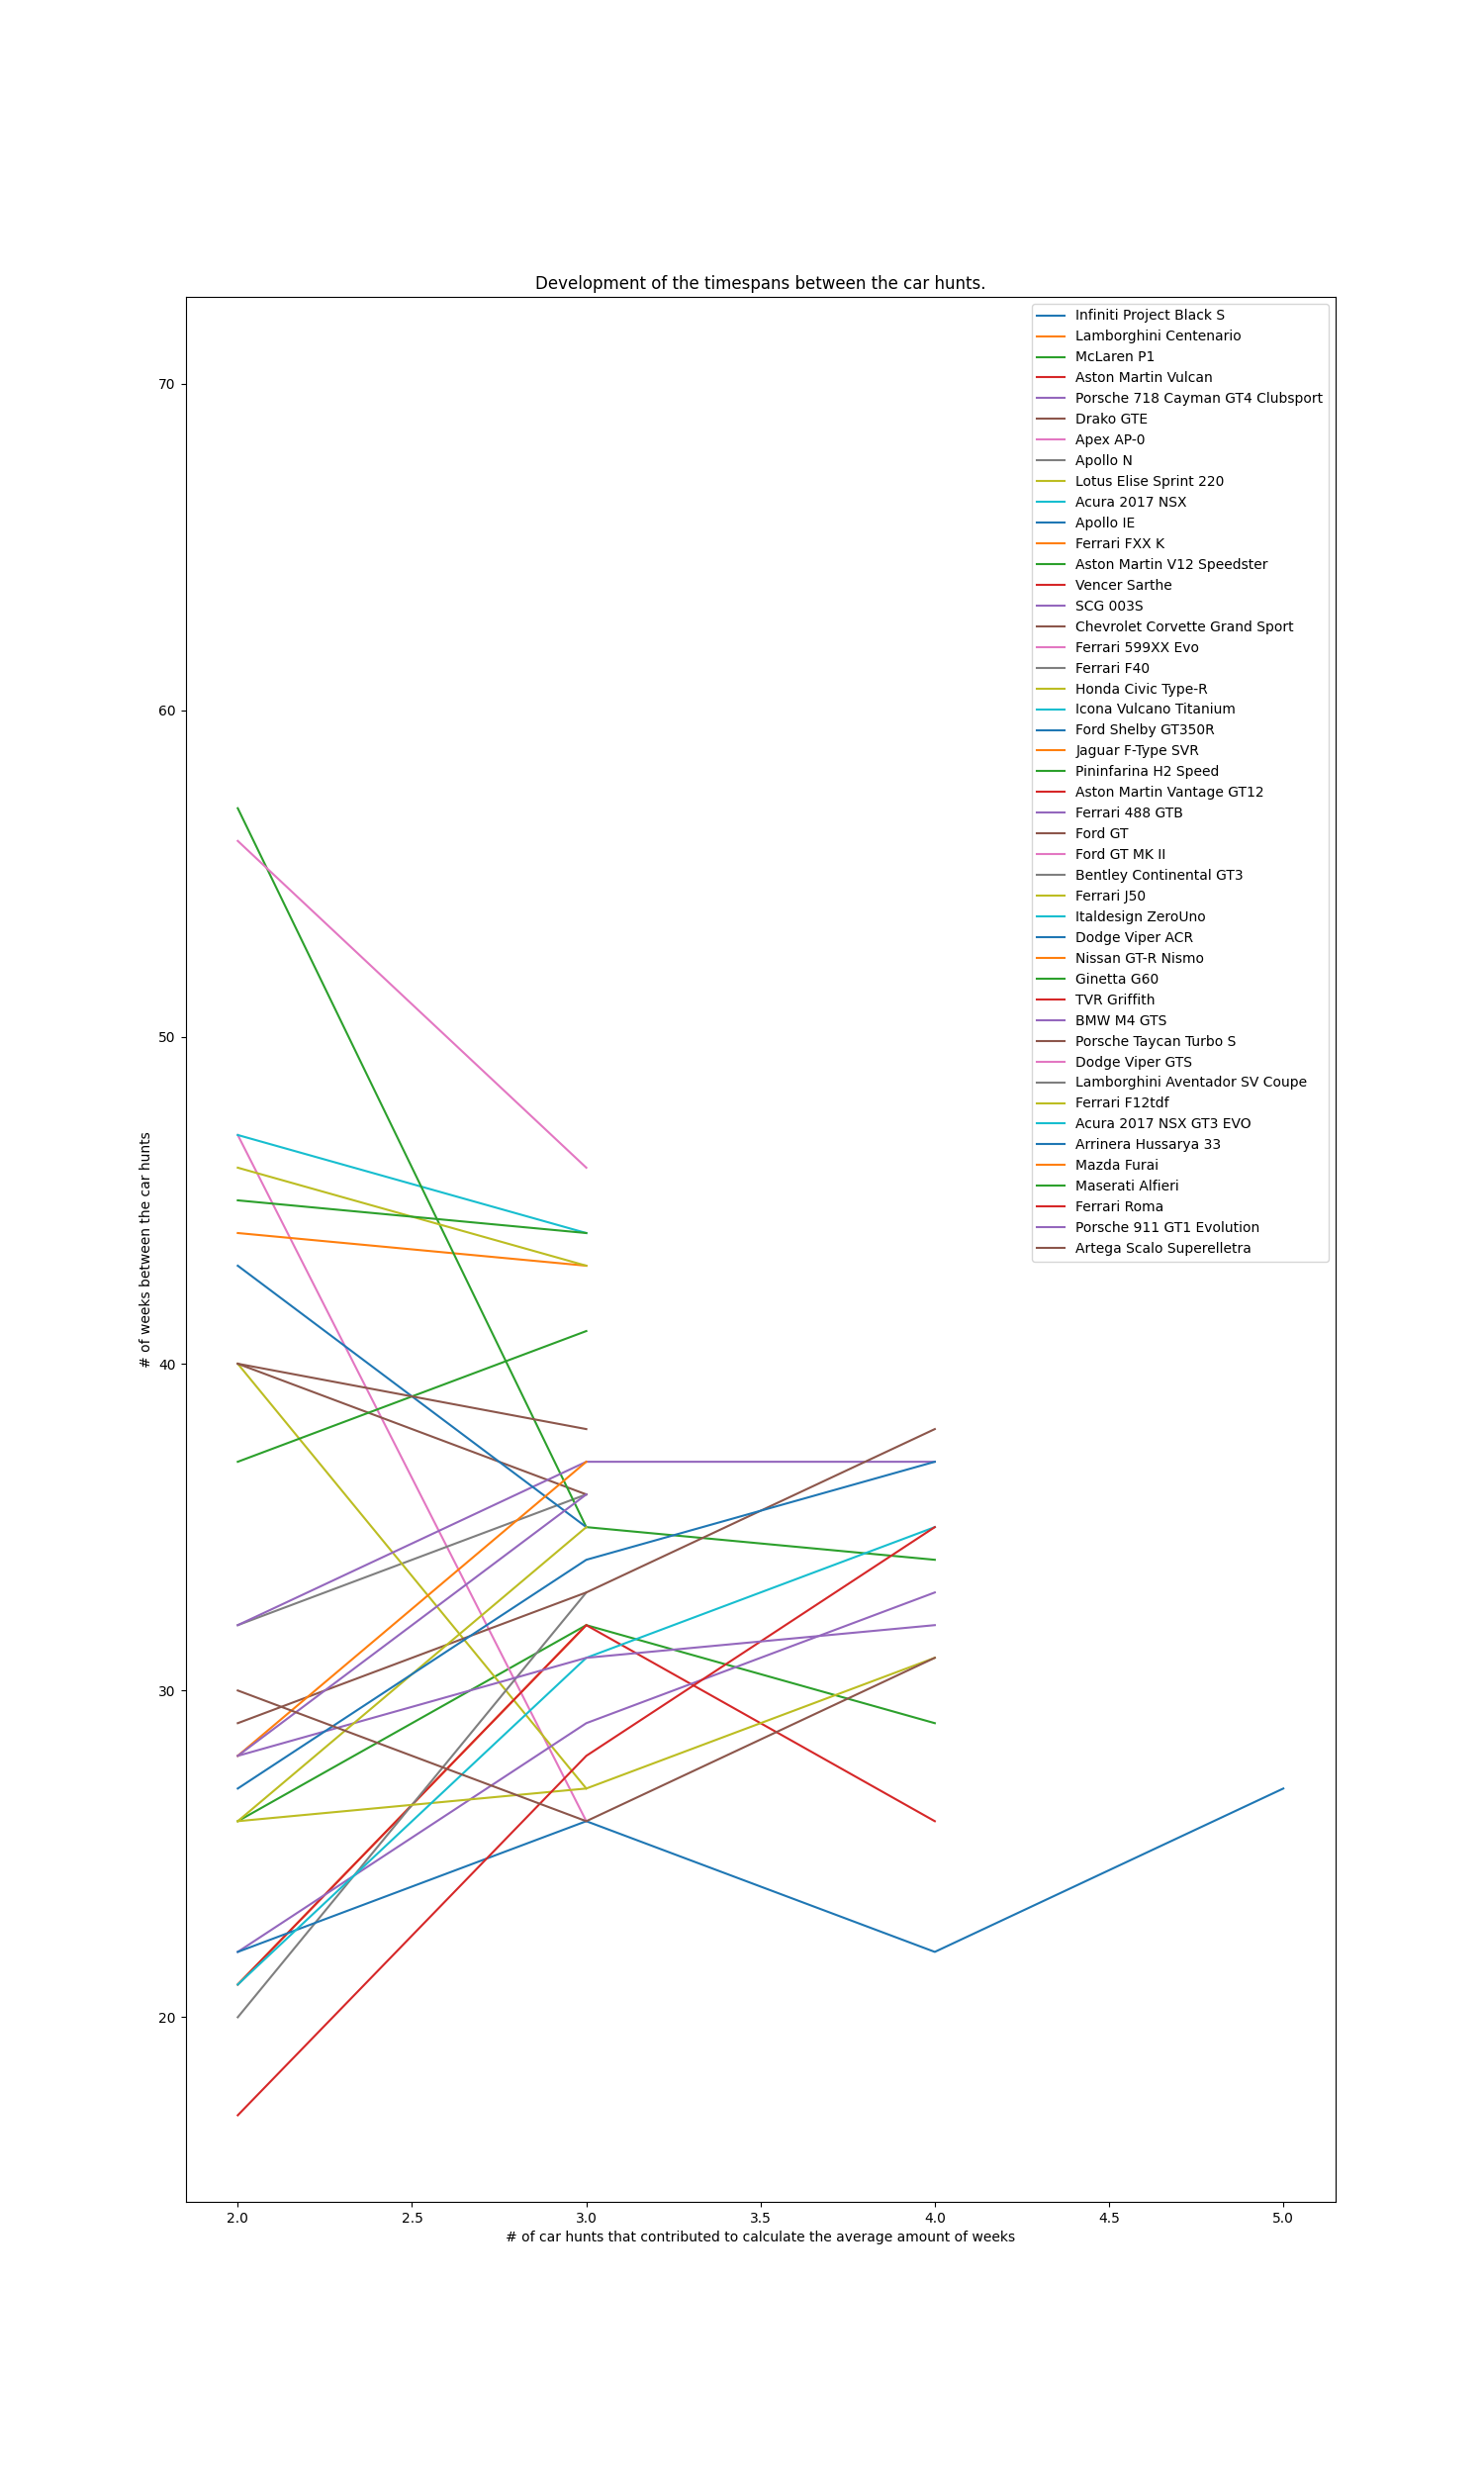 Development of the timespans between the car hunts.
Infiniti Project Black S
Lamborghini Centenario
McLaren P1
Aston Martin Vulcan
Porsche 718 Cayman GT4 Clubsport
Drako GTE
Apex AP-0
Apollo N
Lotus Elise Sprint 220
Acura 2017 NSX
Apollo IE
Ferrari FXX K
Aston Martin V12 Speedster
Vencer Sarthe
SCG 003S
Chevrolet Corvette Grand Sport
Ferrari 599XX Evo
Ferrari F40
Honda Civic Type-R
Icona Vulcano Titanium
Ford Shelby GT350R
Jaguar F-Type SVR
Pininfarina H2 Speed
Aston Martin Vantage GT12
Ferrari 488 GTB
Ford GT
Ford GT MK II
Bentley Continental GT3
Ferrari J50
Italdesign ZeroUno
Dodge Viper ACR
Nissan GT-R Nismo
Ginetta G60
TVR Griffith
BMW M4 GTS
Porsche Taycan Turbo S
Dodge Viper GTS
Lamborghini Aventador SV Coupe
Ferrari F12tdf
Acura 2017 NSX GT3 EVO
Arrinera Hussarya 33
Mazda Furai
Maserati Alfieri
Ferrari Roma
Porsche 911 GT1 Evolution
Artega Scalo Superelletra
70
60
50
40
30
20
# of weeks between the car hunts
2.0 2.5 3.0 3.5 4.0 4.5 5.0
# of car hunts that contributed to calculate the average amount of weeks